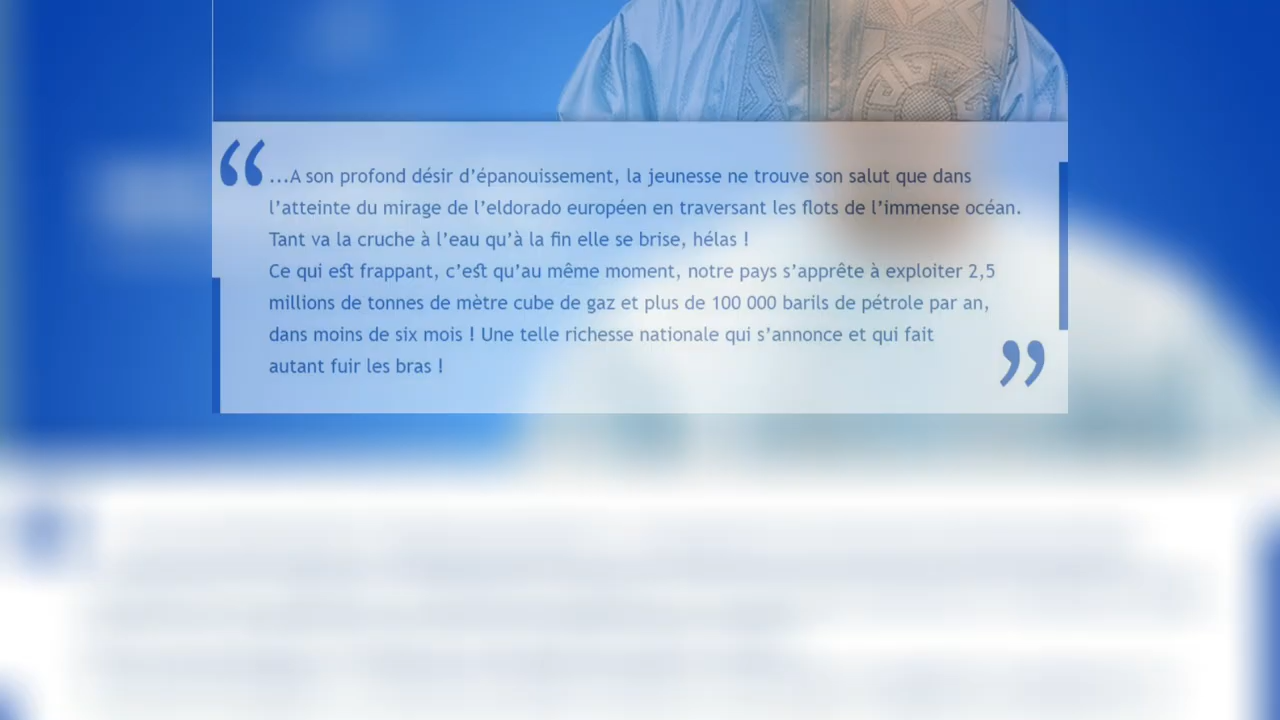 “...A son profond désir d’épanouissement, la jeunesse ne trouve son salut que dans
l’atteinte du mirage de l’eldorado européen en traversant les flots de l’immense océan.
Tant va la cruche à l’eau qu’à la fin elle se brise, hélas !
Ce qui est frappant, c’est qu’au même moment, notre pays s’apprête à exploiter 2,5
millions de tonnes de mètre cube de gaz et plus de 100 000 barils de pétrole par an,
dans moins de six mois ! Une telle richesse nationale qui s’annonce et qui fait
autant fuir les bras ! ”